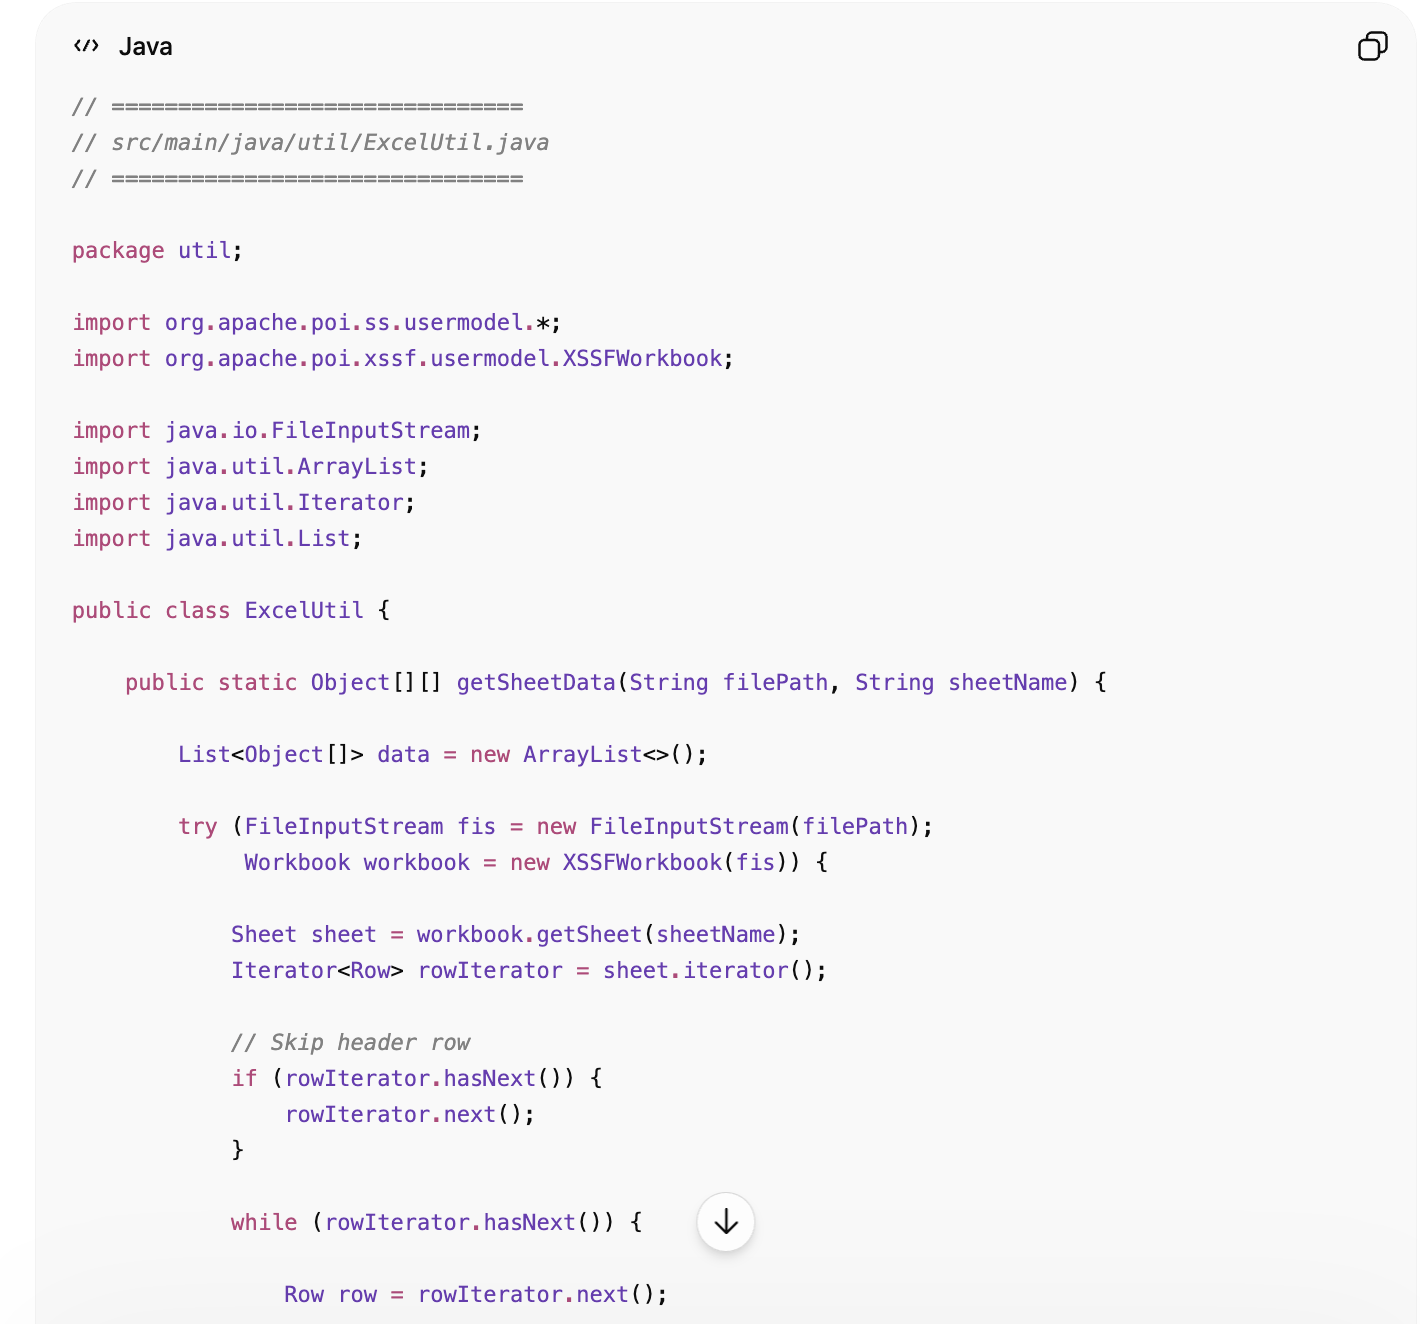 Java
// ===============================
// src/main/java/util/ExcelUtil.java
// ===============================
package util;
import org.apache.poi.ss.usermodel.*;
import org.apache.poi.xssf.usermodel.XSSFWorkbook;
import java.io.FileInputStream;
import java.util.ArrayList;
import java.util.Iterator;
import java.util.List;
public class ExcelUtil {
    public static Object[][] getSheetData(String filePath, String sheetName) {
        List<Object[]> data = new ArrayList<>();
        try (FileInputStream fis = new FileInputStream(filePath);
             Workbook workbook = new XSSFWorkbook(fis)) {
            Sheet sheet = workbook.getSheet(sheetName);
            Iterator<Row> rowIterator = sheet.iterator();
            // Skip header row
            if (rowIterator.hasNext()) {
                rowIterator.next();
            }
            while (rowIterator.hasNext()) {
                Row row = rowIterator.next();